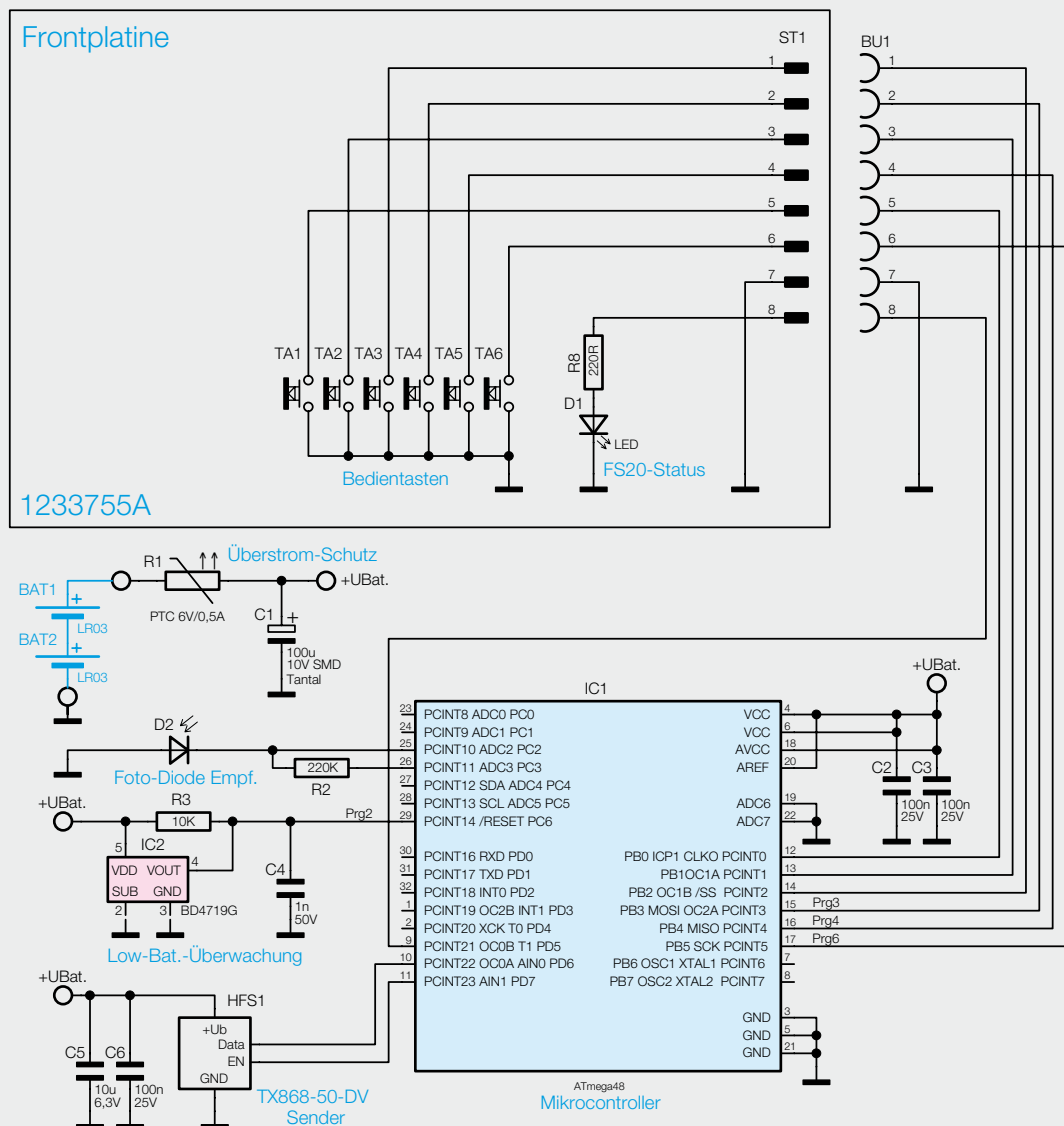 Frontplatine
ST1
BU1
1
1
2
2
3
3
4
4
5
5
6
6
7
7
8
8
TA1
TA2
TA3
TA4
TA5
TA6
R8
220R
D1
LED
Bedientasten
FS20-Status
1233755A
R1
Überstrom-Schutz
+UBat.
BAT1
+
LR03
PTC 6V/0,5A
C1
+
100u
10V SMD
Tantal
BAT2
+
LR03
+UBat.
IC1
D2
Foto-Diode Empf.
220K
R2
+UBat.
R3
10K
Prg2
IC2
5
VDD VOUT
4
SUB GND
2
3
BD4719G
C4
1n
50V
Low-Bat.-Überwachung
23 PCINT8 ADC0 PC0
24 PCINT9 ADC1 PC1
25 PCINT10 ADC2 PC2
26 PCINT11 ADC3 PC3
27 PCINT12 SDA ADC4 PC4
28 PCINT13 SCL ADC5 PC5
29 PCINT14 /RESET PC6
30 PCINT16 RXD PD0
31 PCINT17 TXD PD1
32 PCINT18 INT0 PD2
1 PCINT19 OC2B INT1 PD3
2 PCINT20 XCK T0 PD4
9 PCINT21 OC0B T1 PD5
10 PCINT22 OC0A AIN0 PD6
11 PCINT23 AIN1 PD7
VCC 4
VCC 6
AVCC 18
AREF 20
ADC6 19
ADC7 22
PB0 ICP1 CLKO PCINT0 12
PB1OC1A PCINT1 13
PB2 OC1B /SS PCINT2 14
PB3 MOSI OC2A PCINT3 15 Prg3
PB4 MISO PCINT4 16 Prg4
PB5 SCK PCINT5 17 Prg6
PB6 OSC1 XTAL1 PCINT6 7
PB7 OSC2 XTAL2 PCINT7 8
GND 3
GND 5
GND 21
C2
100n
25V
C3
100n
25V
+UBat.
C5
10u
6,3V
C6
100n
25V
HFS1
+Ub
Data
EN
GND
TX868-50-DV
Sender
ATmega48
Mikrocontroller